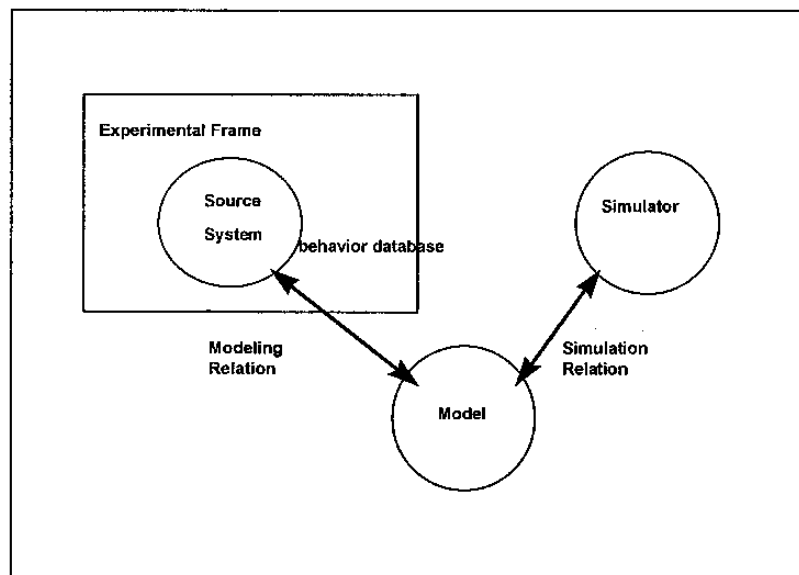 Experimental Frame
Source
System
behavior database
Simulator
Modeling
Relation
Simulation
Relation
Model